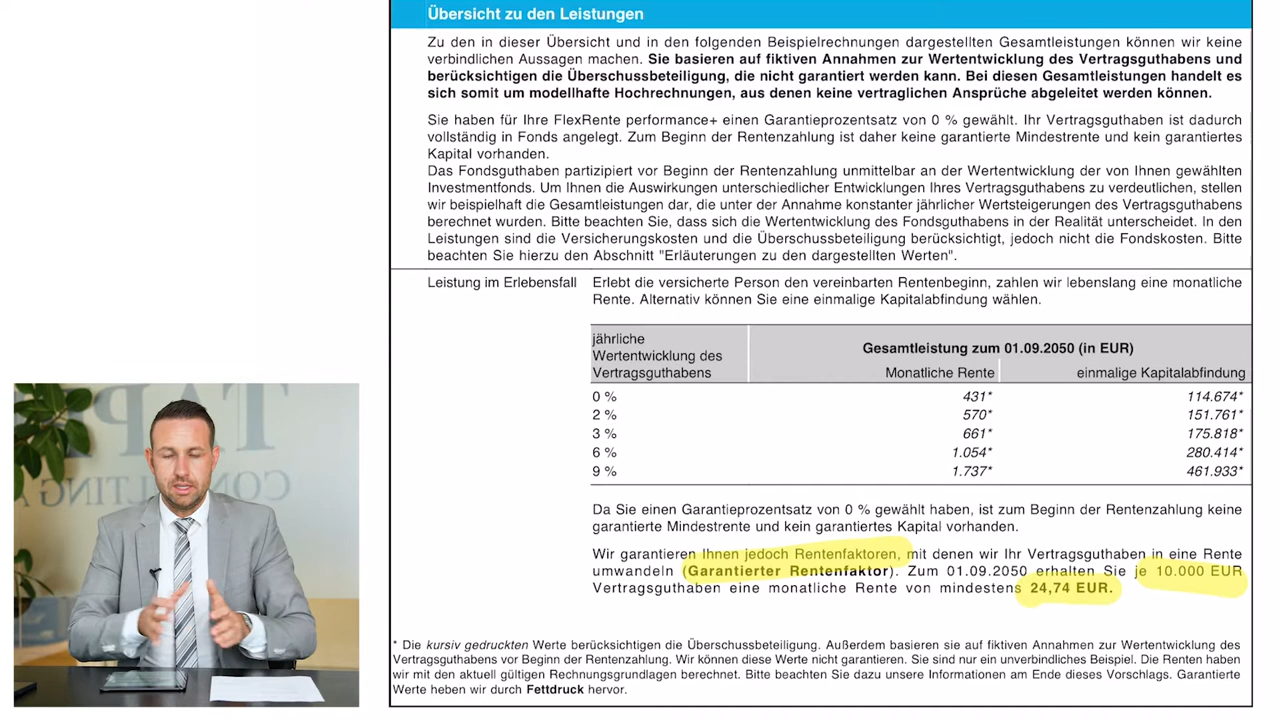 Übersicht zu den Leistungen
Zu den in dieser Übersicht und in den folgenden Beispielrechnungen dargestellten Gesamtleistungen können wir keine
verbindlichen Aussagen machen. Sie basieren auf fiktiven Annahmen zur Wertentwicklung des Vertragsguthabens und
berücksichtigen die Überschussbeteiligung, die nicht garantiert werden kann. Bei diesen Gesamtleistungen handelt es
sich somit um modellhafte Hochrechnungen, aus denen keine vertraglichen Ansprüche abgeleitet werden können.
Sie haben für Ihre FlexRente performance+ einen Garantieprozentsatz von 0 % gewählt. Ihr Vertragsguthaben ist dadurch
vollständig in Fonds angelegt. Zum Beginn der Rentenzahlung ist daher keine garantierte Mindestrente und kein garantiertes
Kapital vorhanden.
Das Fondsguthaben partizipiert vor Beginn der Rentenzahlung unmittelbar an der Wertentwicklung der von Ihnen gewählten
Investmentfonds. Um Ihnen die Auswirkungen unterschiedlicher Entwicklungen Ihres Vertragsguthabens zu verdeutlichen, stellen
wir beispielhaft die Gesamtleistungen dar, die unter der Annahme konstanter jährlicher Wertsteigerungen des Vertragsguthabens
berechnet wurden. Bitte beachten Sie, dass sich die Wertentwicklung des Fondsguthabens in der Realität unterscheidet. In den
Leistungen sind die Versicherungskosten und die Überschussbeteiligung berücksichtigt, jedoch nicht die Fondskosten. Bitte
beachten Sie hierzu den Abschnitt "Erläuterungen zu den dargestellten Werten".
Leistung im Erlebensfall
Erlebt die versicherte Person den vereinbarten Rentenbeginn, zahlen wir lebenslang eine monatliche
Rente. Alternativ können Sie eine einmalige Kapitalabfindung wählen.
jährliche
Wertentwicklung des
Vertragsguthabens
Gesamtleistung zum 01.09.2050 (in EUR)
Monatliche Rente einmalige Kapitalabfindung
0 % 431* 114.674*
2 % 570* 151.761*
3 % 661* 175.818*
6 % 1.054* 280.414*
9 % 1.737* 461.933*
Da Sie einen Garantieprozentsatz von 0 % gewählt haben, ist zum Beginn der Rentenzahlung keine
garantierte Mindestrente und kein garantiertes Kapital vorhanden.
Wir garantieren Ihnen jedoch Rentenfaktoren, mit denen wir Ihr Vertragsguthaben in eine Rente
umwandeln (Garantierter Rentenfaktor). Zum 01.09.2050 erhalten Sie je 10.000 EUR
Vertragsguthaben eine monatliche Rente von mindestens 24,74 EUR.
* Die kursiv gedruckten Werte berücksichtigen die Überschussbeteiligung. Außerdem basieren sie auf fiktiven Annahmen zur Wertentwicklung des
Vertragsguthabens vor Beginn der Rentenzahlung. Wir können diese Werte nicht garantieren. Sie sind nur ein unverbindliches Beispiel. Die Renten haben
wir mit den aktuell gültigen Rechnungsgrundlagen berechnet. Bitte beachten Sie dazu unsere Informationen am Ende dieses Vorschlags. Garantierte
Werte heben wir durch Fettdruck hervor.